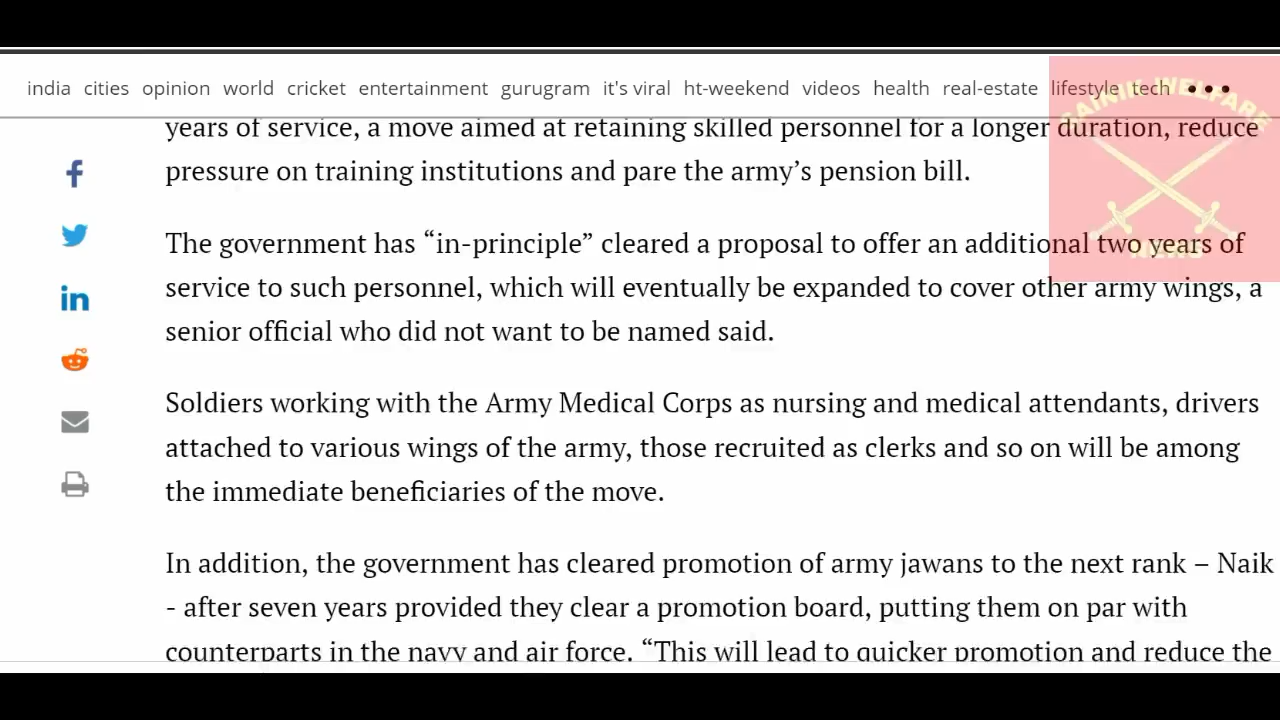 india cities opinion world cricket entertainment gurugram it's viral ht-weekend videos health real-estate lifestyle tech
SAINIK WELFARE
NEWS
years of service, a move aimed at retaining skilled personnel for a longer duration, reduce
pressure on training institutions and pare the army’s pension bill.
The government has “in-principle” cleared a proposal to offer an additional two years of
service to such personnel, which will eventually be expanded to cover other army wings, a
senior official who did not want to be named said.
Soldiers working with the Army Medical Corps as nursing and medical attendants, drivers
attached to various wings of the army, those recruited as clerks and so on will be among
the immediate beneficiaries of the move.
In addition, the government has cleared promotion of army jawans to the next rank – Naik
- after seven years provided they clear a promotion board, putting them on par with
counterparts in the navy and air force. “This will lead to quicker promotion and reduce the